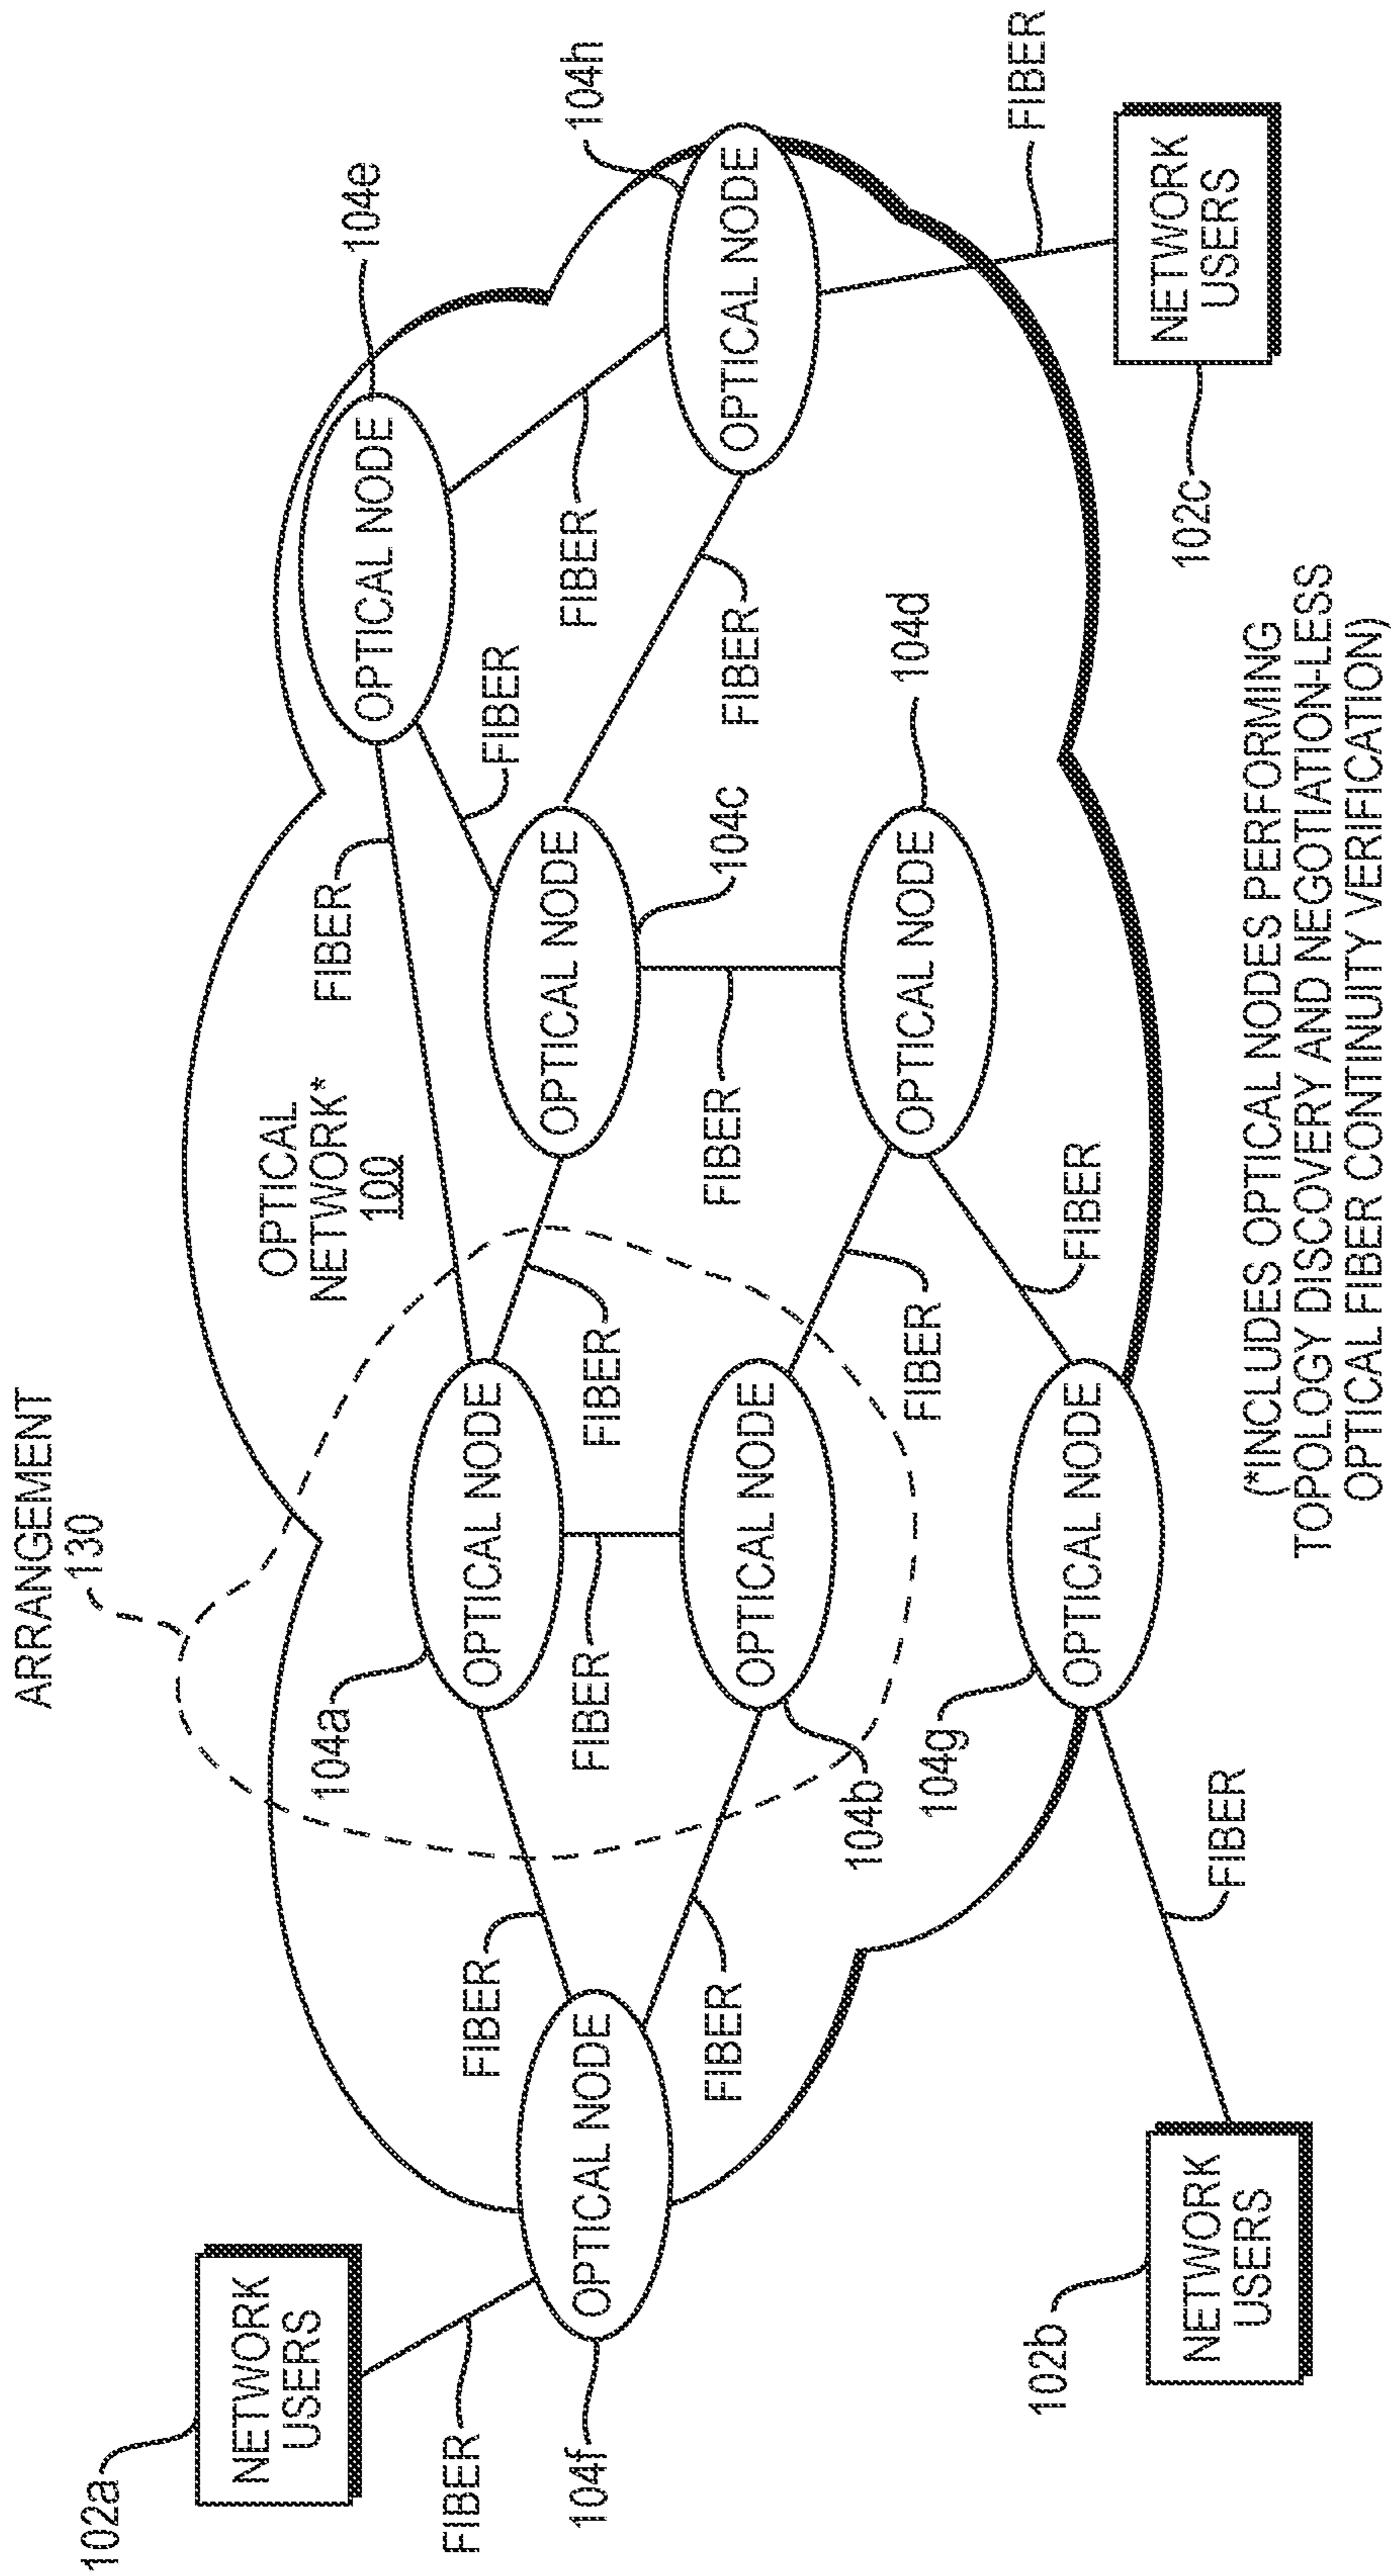 ARRANGEMENT
130
102a
NETWORK
USERS
OPTICAL
NETWORK*
100
104a
FIBER
104e
OPTICAL NODE
FIBER
FIBER
OPTICAL NODE
FIBER
OPTICAL NODE
FIBER
104h
104f
OPTICAL NODE
FIBER
FIBER
FIBER
FIBER
104c
FIBER
OPTICAL NODE
OPTICAL NODE
104b
104d
OPTICAL NODE
FIBER
104g
FIBER
102b
OPTICAL NODE
FIBER
NETWORK
USERS
102c
NETWORK
USERS
FIBER
(*INCLUDES OPTICAL NODES PERFORMING
TOPOLOGY DISCOVERY AND NEGOTIATION-LESS
OPTICAL FIBER CONTINUITY VERIFICATION)